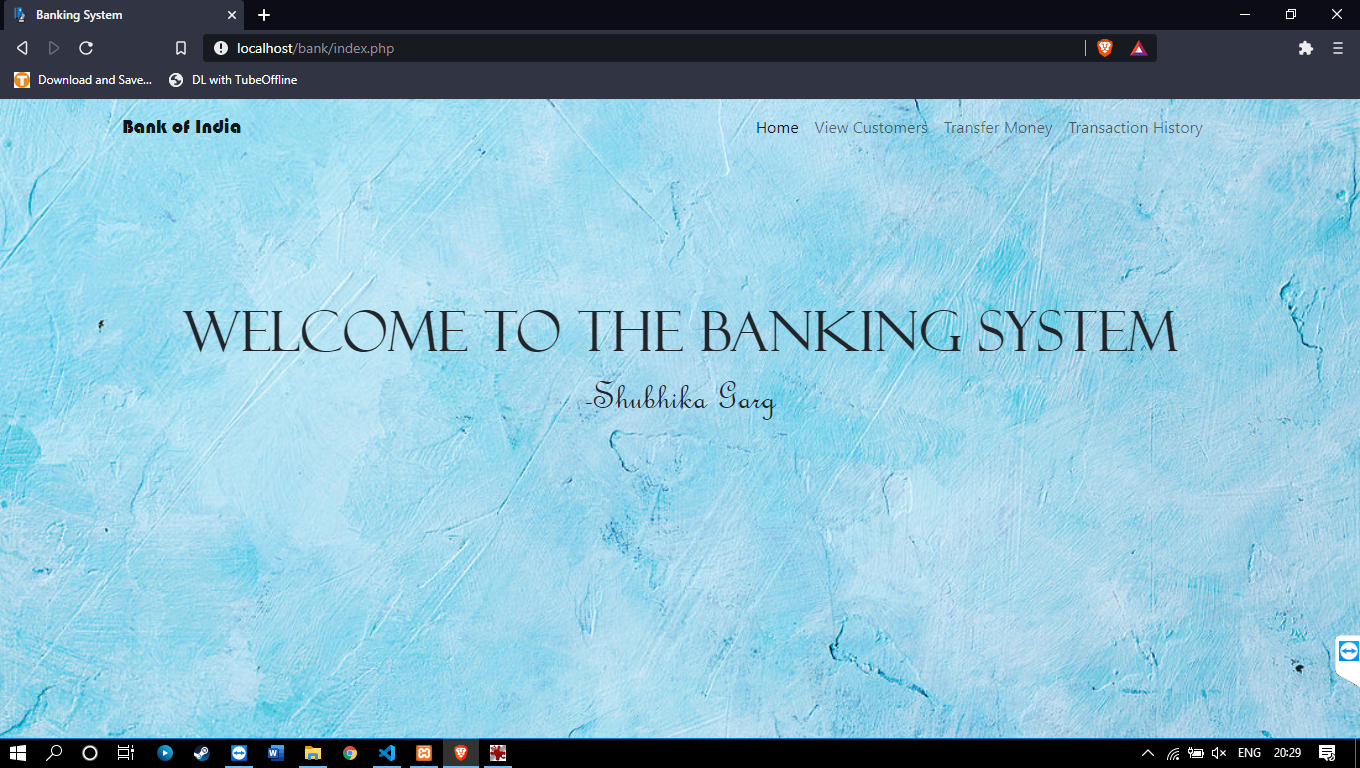 Banking System
localhost/bank/index.php
Download and Save... DL with TubeOffline
Bank of India Home View Customers Transfer Money Transaction History
WELCOME TO THE BANKING SYSTEM
-Shubhika Garg
ENG 20:29